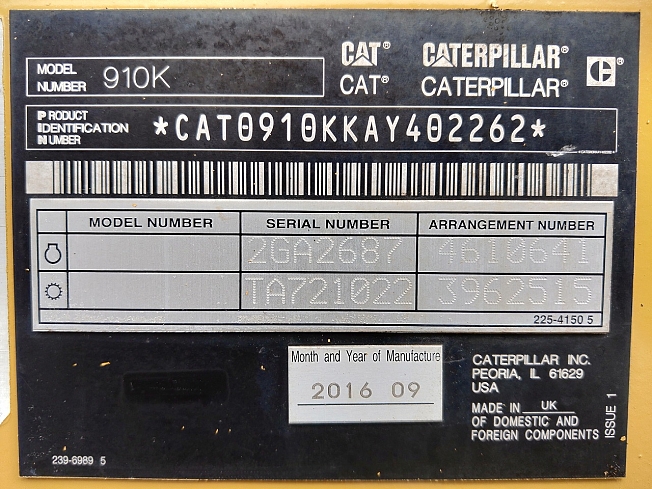 CAT® CATERPILLAR®
CAT® CATERPILLAR® C®
MODEL NUMBER 910K
PRODUCT IDENTIFICATION NUMBER *CAT0910KKAY402262*
MODEL NUMBER SERIAL NUMBER ARRANGEMENT NUMBER
2GA2687 4610641
TA721022 3962515
225-4150 5
Month and Year of Manufacture
2016 09
CATERPILLAR INC.
PEORIA, IL 61629
USA
MADE IN UK
OF DOMESTIC AND
FOREIGN COMPONENTS
ISSUE 1
239-6989 5